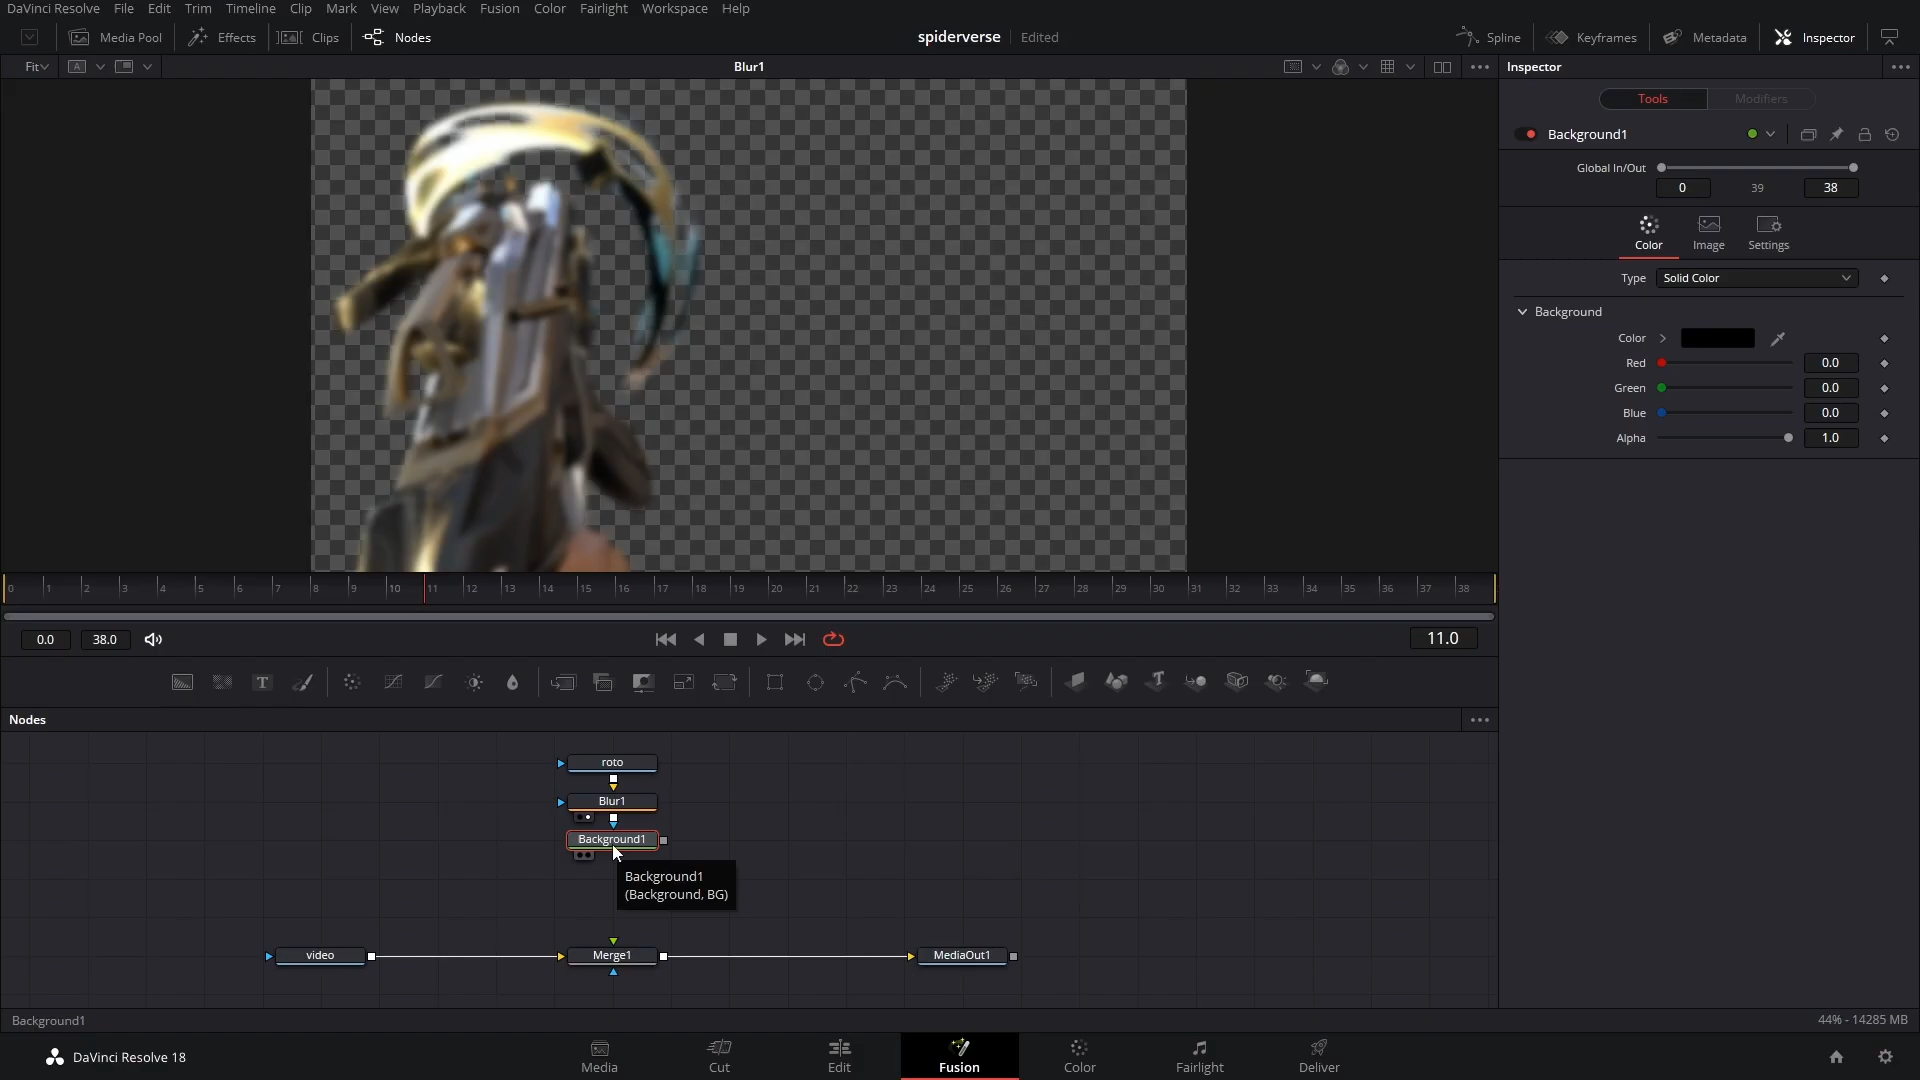 DaVinci Resolve File Edit Trim Timeline Clip Mark View Playback Fusion Color Fairlight Workspace Help
Media Pool Effects Clips Nodes spiderverse Edited Spline Keyframes Metadata Inspector
Fit A Blur1 Inspector
Tools Modifiers
Background1
Global In/Out
0 39 38
Color Image Settings
Type Solid Color
Background
Color
Red 0.0
Green 0.0
Blue 0.0
Alpha 1.0
0 1 2 3 4 5 6 7 8 9 10 11 12 13 14 15 16 17 18 19 20 21 22 23 24 25 26 27 28 29 30 31 32 33 34 35 36 37 38
0.0 38.0 11.0
T T
Nodes
roto
Blur1
Background1
Background1
(Background, BG)
video Merge1 MediaOut1
Background1 44% - 14285 MB
DaVinci Resolve 18 Media Cut Edit Fusion Color Fairlight Deliver